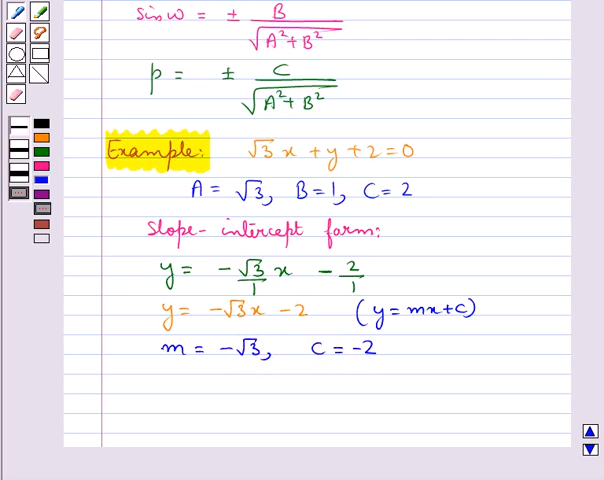 sin ω = ± B / √(A² + B²)
p = ± C / √(A² + B²)
Example: √3 x + y + 2 = 0
A = √3, B = 1, C = 2
Slope - intercept form:
y = - √3/1 x - 2/1
y = - √3x - 2 (y = mx + c)
m = - √3, C = -2